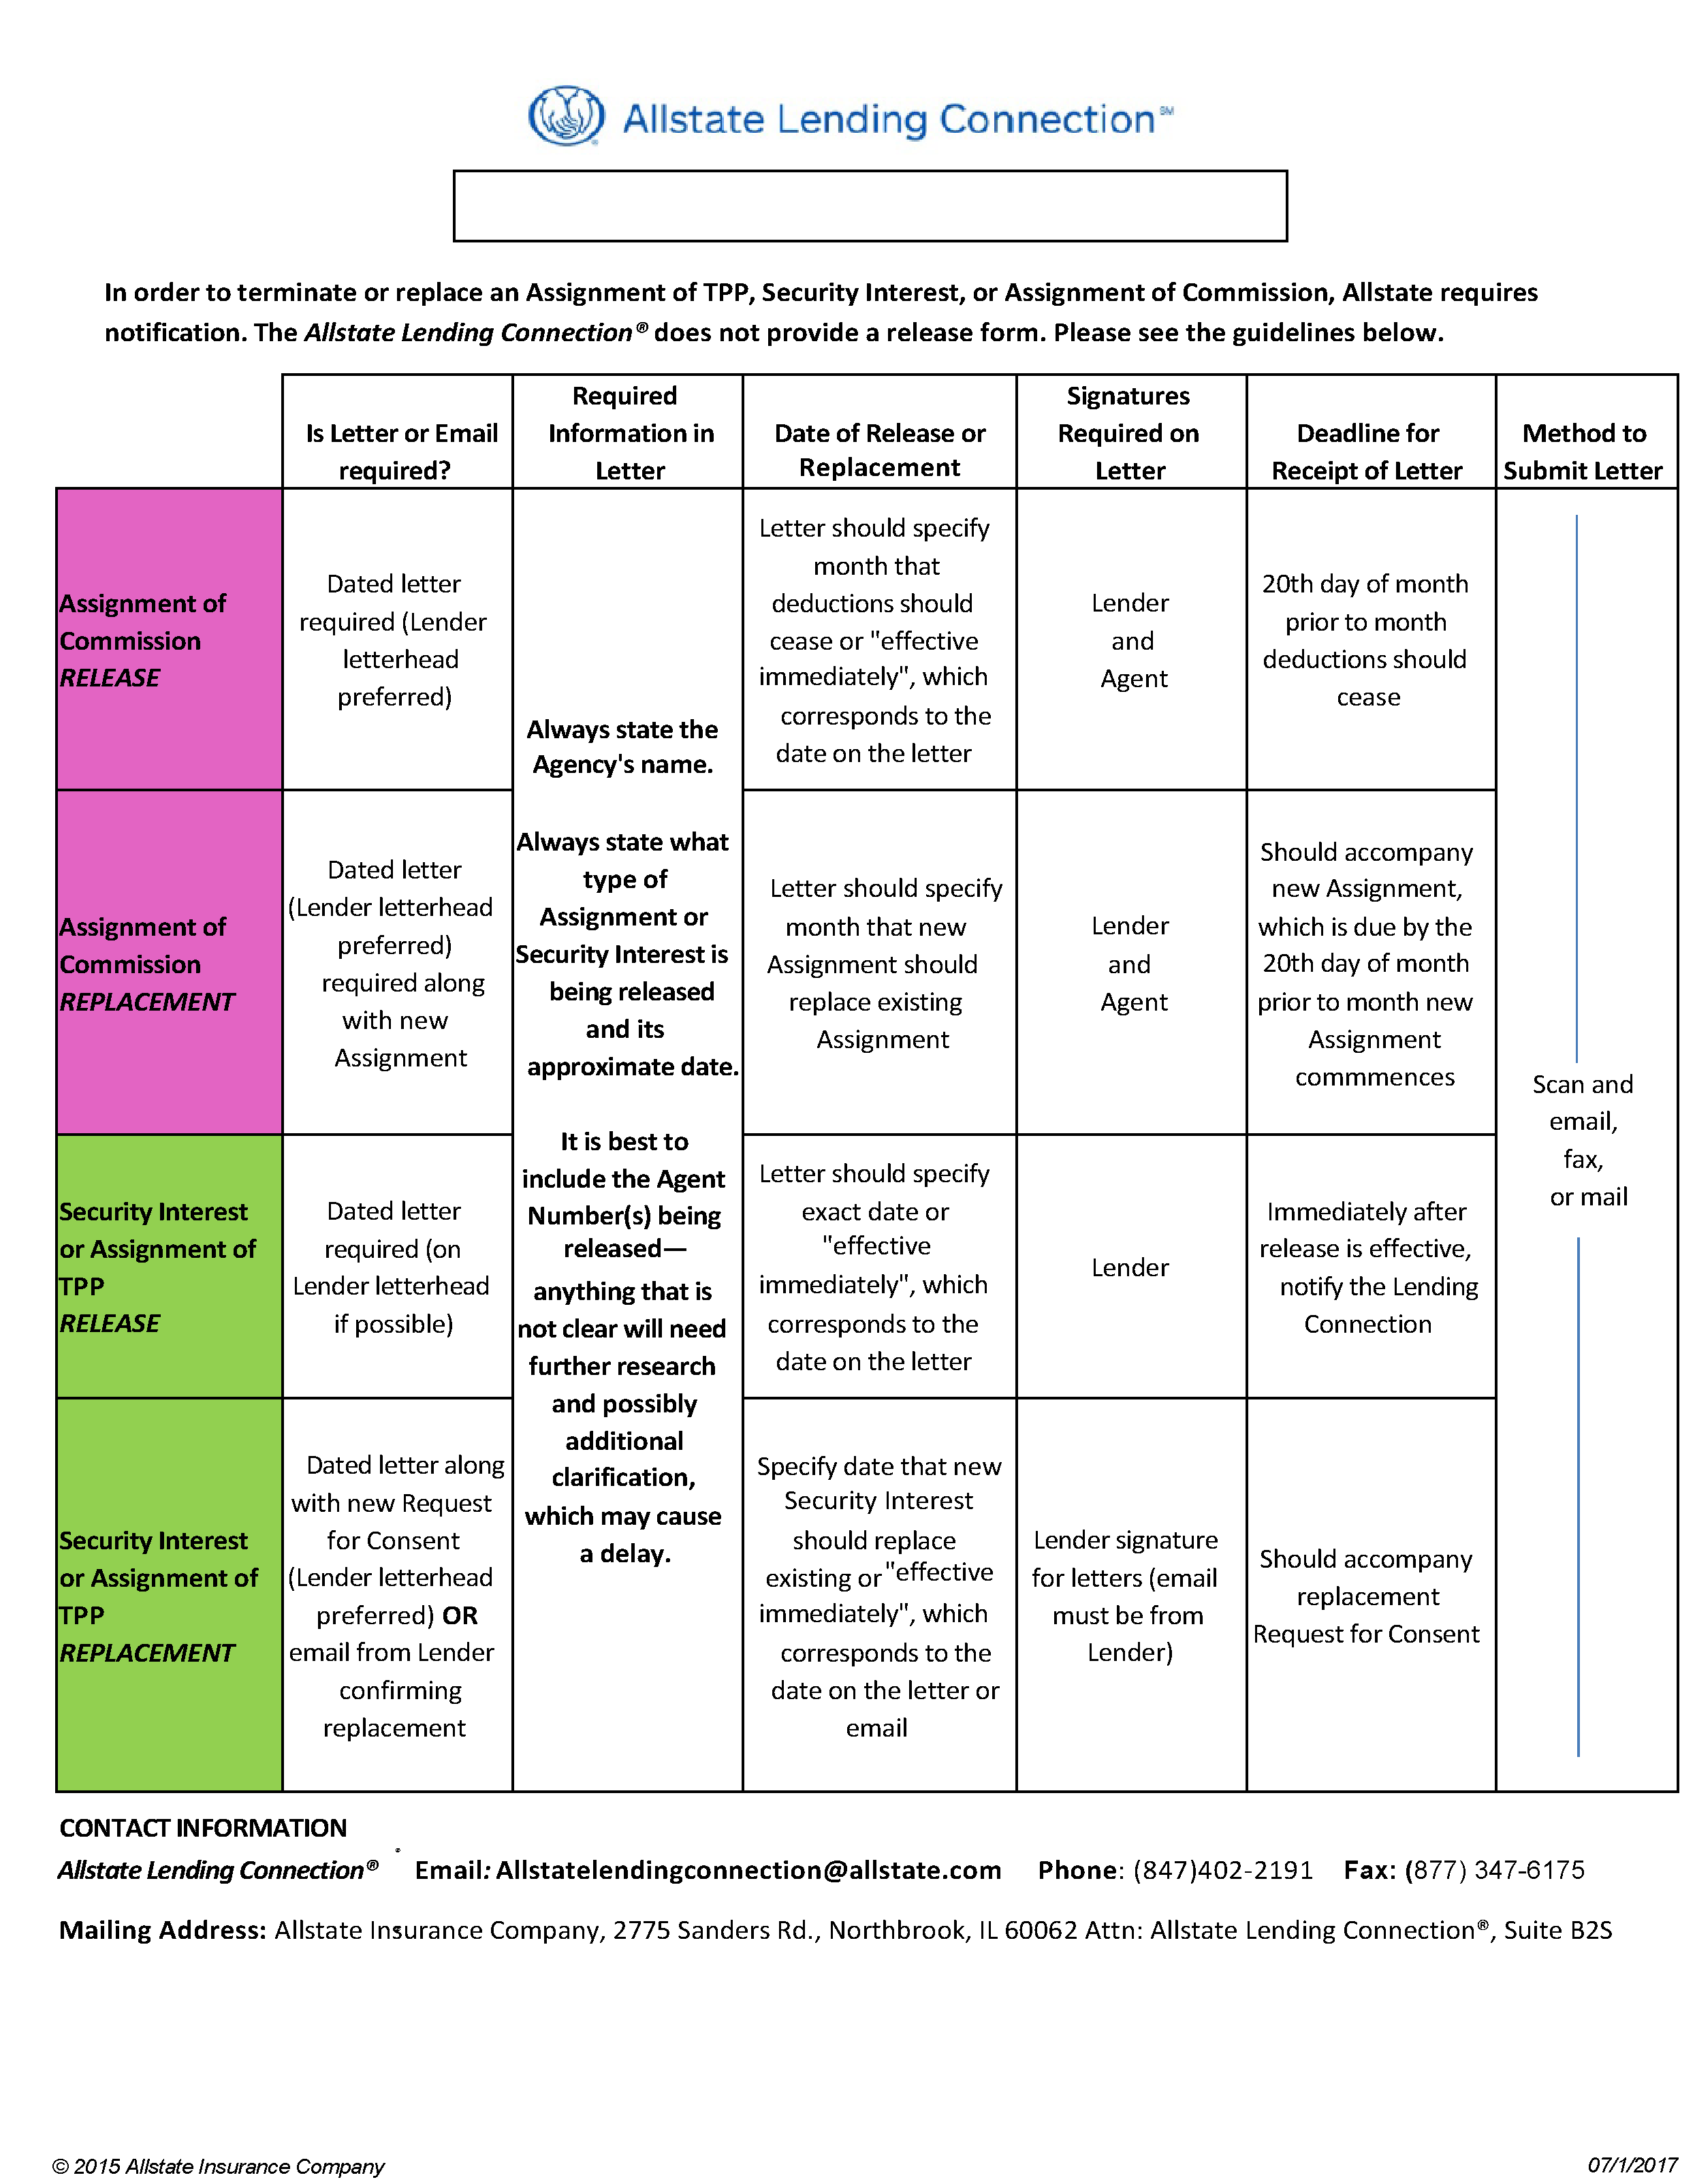 Allstate Lending Connection℠
In order to terminate or replace an Assignment of TPP, Security Interest, or Assignment of Commission, Allstate requires
notification. The Allstate Lending Connection® does not provide a release form. Please see the guidelines below.
Is Letter or Email
required?
Required
Information in
Letter
Date of Release or
Replacement
Signatures
Required on
Letter
Deadline for
Receipt of Letter
Method to
Submit Letter
Assignment of
Commission
RELEASE
Dated letter
required (Lender
letterhead
preferred)
Always state the
Agency's name.
Always state what
type of
Assignment or
Security Interest is
being released
and its
approximate date.
It is best to
include the Agent
Number(s) being
released—
anything that is
not clear will need
further research
and possibly
additional
clarification,
which may cause
a delay.
Letter should specify
month that
deductions should
cease or "effective
immediately", which
corresponds to the
date on the letter
Lender
and
Agent
20th day of month
prior to month
deductions should
cease
Scan and
email,
fax,
or mail
Assignment of
Commission
REPLACEMENT
Dated letter
(Lender letterhead
preferred)
required along
with new
Assignment
Letter should specify
month that new
Assignment should
replace existing
Assignment
Lender
and
Agent
Should accompany
new Assignment,
which is due by the
20th day of month
prior to month new
Assignment
commmences
Security Interest
or Assignment of
TPP
RELEASE
Dated letter
required (on
Lender letterhead
if possible)
Letter should specify
exact date or
"effective
immediately", which
corresponds to the
date on the letter
Lender
Immediately after
release is effective,
notify the Lending
Connection
Security Interest
or Assignment of
TPP
REPLACEMENT
Dated letter along
with new Request
for Consent
(Lender letterhead
preferred) OR
email from Lender
confirming
replacement
Specify date that new
Security Interest
should replace
existing or "effective
immediately", which
corresponds to the
date on the letter or
email
Lender signature
for letters (email
must be from
Lender)
Should accompany
replacement
Request for Consent
CONTACT INFORMATION
Allstate Lending Connection® Email: Allstatelendingconnection@allstate.com Phone: (847)402-2191 Fax: (877) 347-6175
Mailing Address: Allstate Insurance Company, 2775 Sanders Rd., Northbrook, IL 60062 Attn: Allstate Lending Connection®, Suite B2S
© 2015 Allstate Insurance Company
07/1/2017